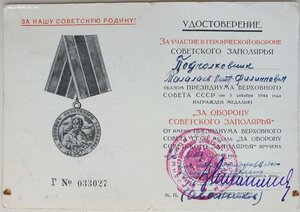 ЗА НАШУ СОВЕТСКУЮ РОДИНУ!
Г № 033027
УДОСТОВЕРЕНИЕ.
ЗА УЧАСТИЕ В ГЕРОИЧЕСКОЙ ОБОРОНЕ
СОВЕТСКОГО ЗАПОЛЯРЬЯ
Подполковник
УКАЗОМ ПРЕЗИДИУМА ВЕРХОВНОГО
СОВЕТА СССР от 5 декабря 1944 года
НАГРАЖДЕН МЕДАЛЬЮ
„ЗА ОБОРОНУ
СОВЕТСКОГО ЗАПОЛЯРЬЯ"
ОТ ИМЕНИ ПРЕЗИДИУМА ВЕРХОВНОГО
СОВЕТА СССР МЕДАЛЬ „ЗА ОБОРОНУ
СОВЕТСКОГО ЗАПОЛЯРЬЯ" ВРУЧЕНА